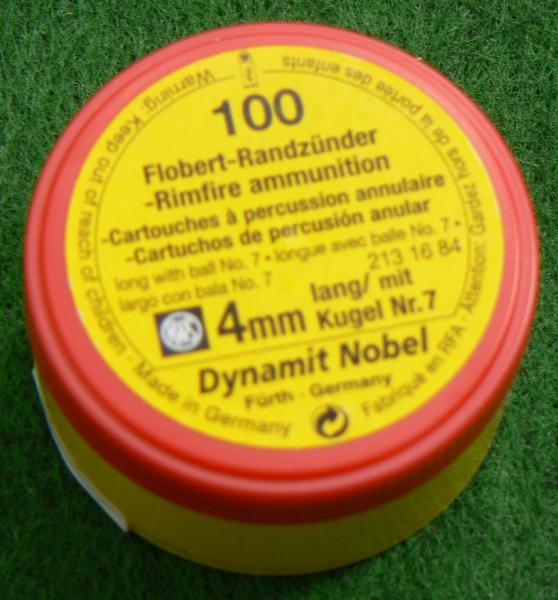 100
Flobert-Randzünder
-Rimfire ammunition
-Cartouches à percussion annulaire
-Cartuchos de percusión anular
long with ball No. 7 • longue avec balle No. 7 •
largo con bala No. 7
213 16 84
4mm lang/ mit
Kugel Nr.7
Dynamit Nobel
Fürth · Germany
Warning: Keep out of reach of children · Made in Germany
Fabriqué en RFA · Attention: Gardez hors de la portée des enfants